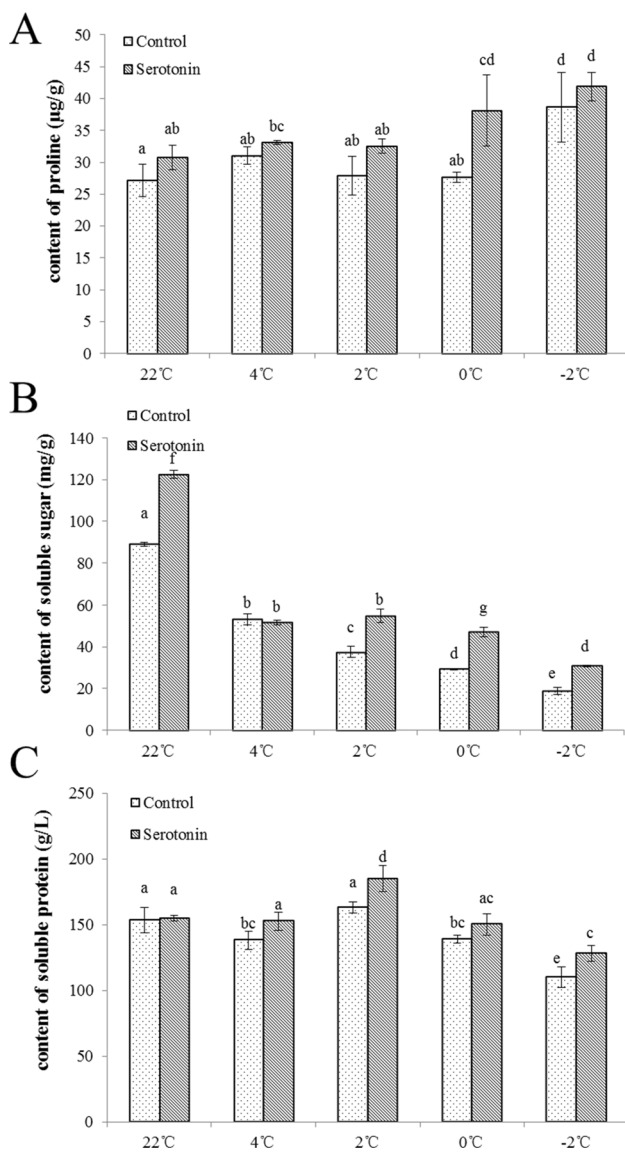 A
content of proline (μg/g)
50
45
40
35
30
25
20
15
10
5
0
Control
Serotonin
a
ab
ab
bc
ab
ab
ab
cd
d
d
22℃
4℃
2℃
0℃
-2℃
B
content of soluble sugar (mg/g)
140
120
100
80
60
40
20
0
Control
Serotonin
a
f
b
b
c
b
d
g
e
d
22℃
4℃
2℃
0℃
-2℃
C
content of soluble protein (g/L)
250
200
150
100
50
0
Control
Serotonin
a
a
bc
a
a
d
bc
ac
e
c
22℃
4℃
2℃
0℃
-2℃